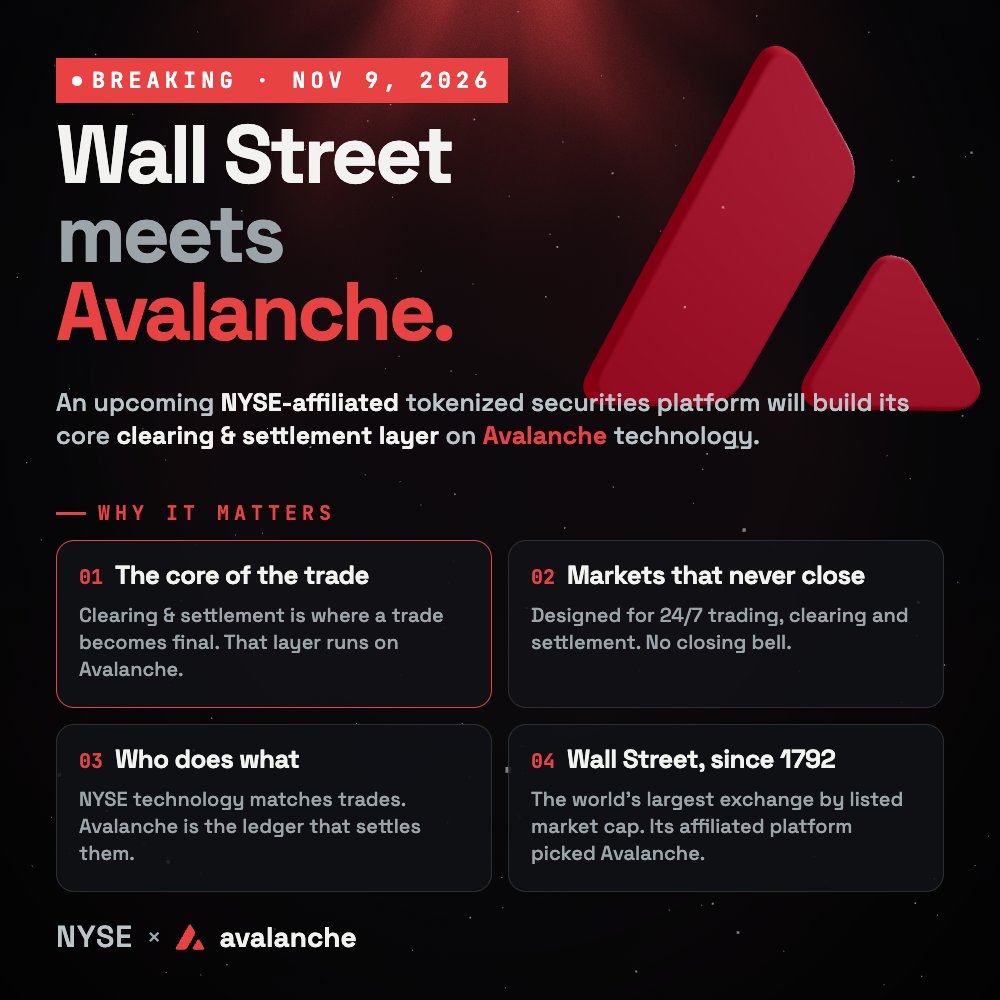 BREAKING · NOV 9, 2026
Wall Street
meets
Avalanche.
An upcoming NYSE-affiliated tokenized securities platform will build its
core clearing & settlement layer on Avalanche technology.
WHY IT MATTERS
01 The core of the trade
Clearing & settlement is where a trade
becomes final. That layer runs on
Avalanche.
02 Markets that never close
Designed for 24/7 trading, clearing and
settlement. No closing bell.
03 Who does what
NYSE technology matches trades.
Avalanche is the ledger that settles
them.
04 Wall Street, since 1792
The world's largest exchange by listed
market cap. Its affiliated platform
picked Avalanche.
NYSE × avalanche